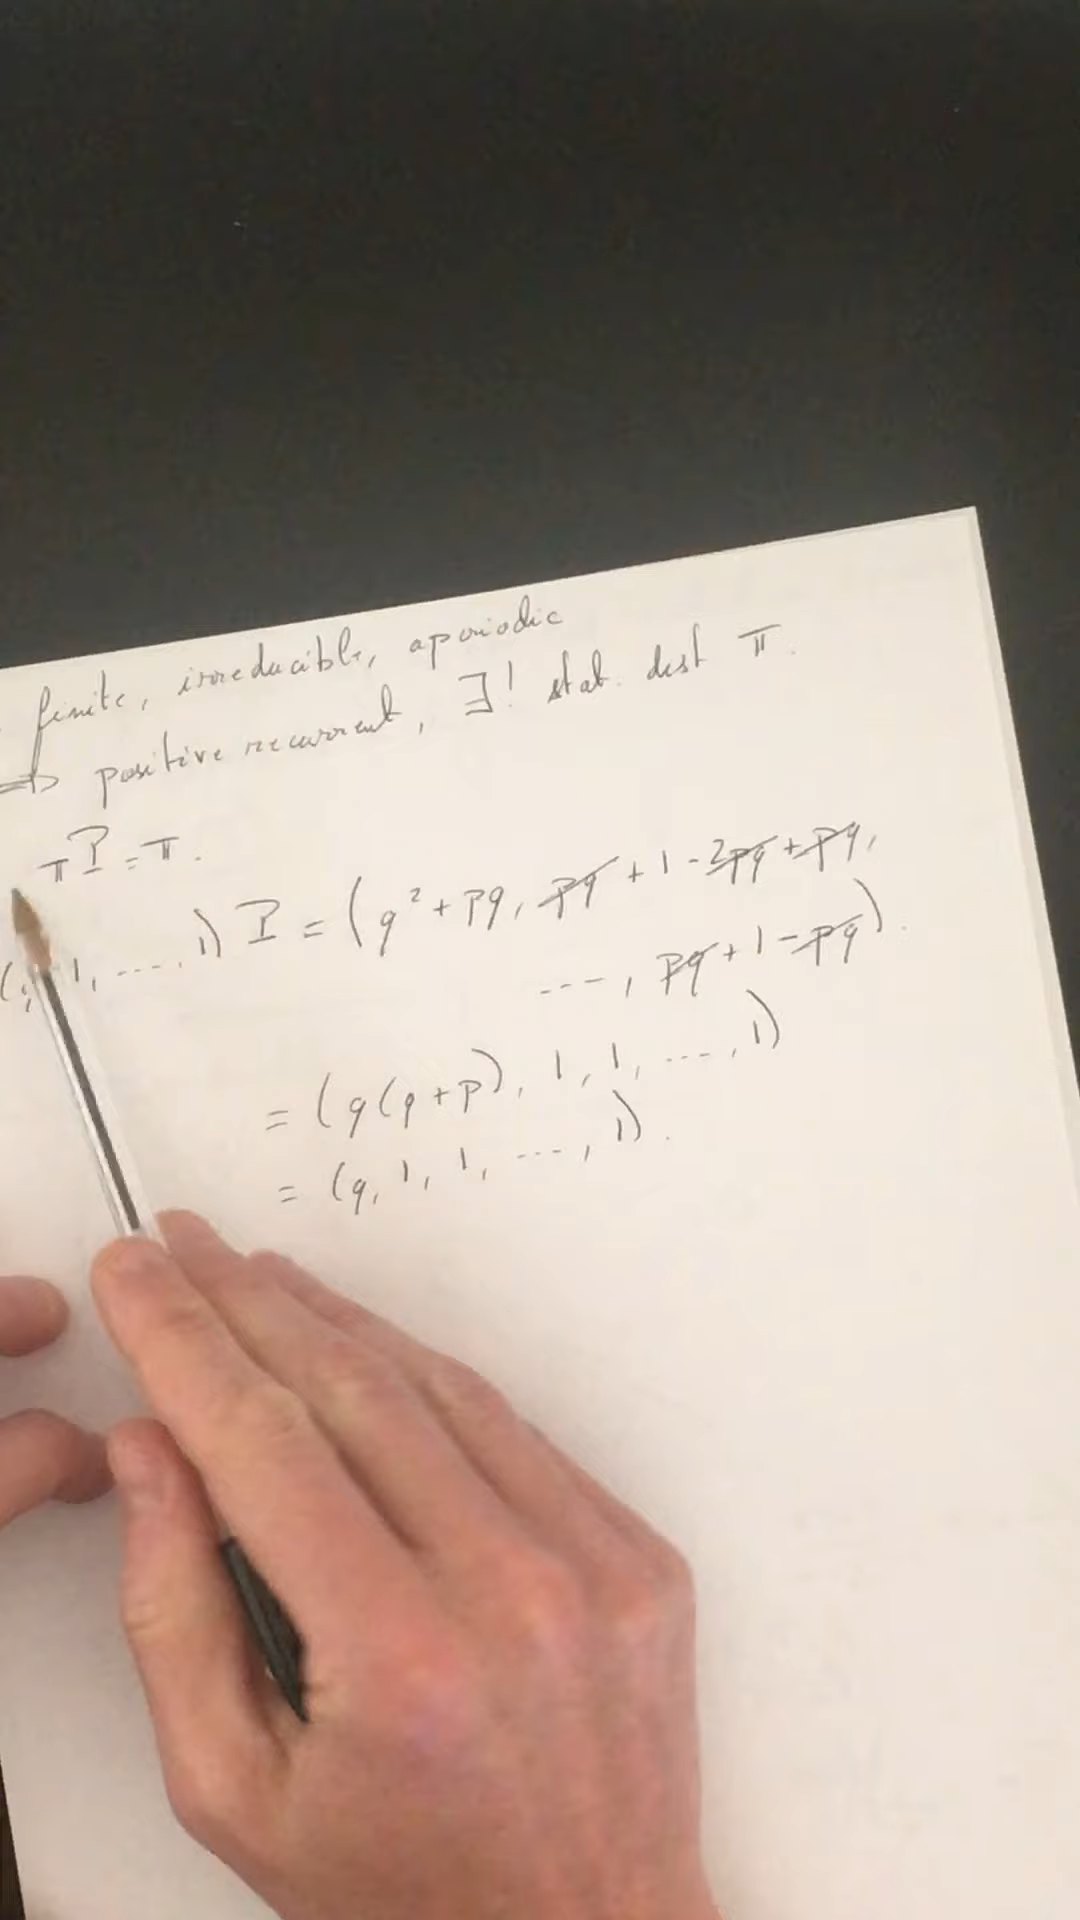 finite, irreducible, aperiodic
⇒ positive recurrent, ∃! stat. dist π.
πP = π.
1, ..., 1) P = (q² + pq, pq + 1 - 2pq + pq,
..., pq + 1 - pq).
= (q(q+p), 1, 1, ..., 1)
= (q, 1, 1, ..., 1).